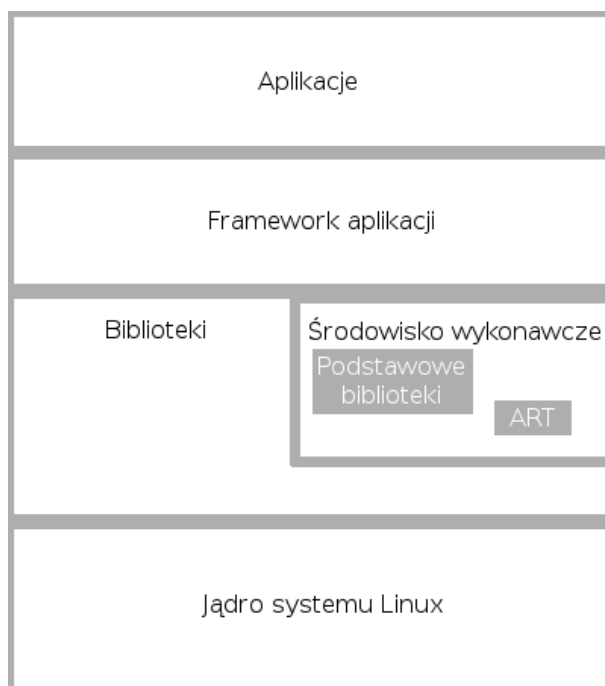 Aplikacje
Framework aplikacji
Biblioteki
Środowisko wykonawcze
Podstawowe
biblioteki
ART
Jądro systemu Linux